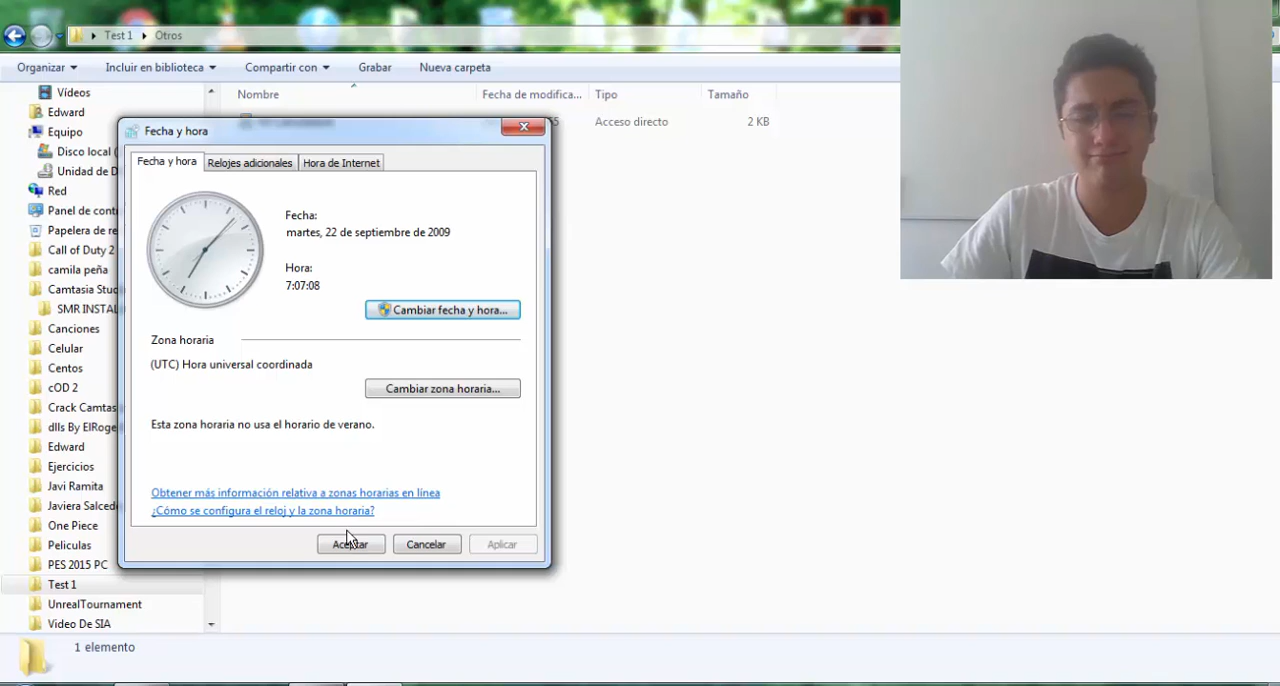 Test 1 Otros
Organizar Incluir en biblioteca Compartir con Grabar Nueva carpeta
Nombre Fecha de modifica... Tipo Tamaño
Acceso directo 2 KB
Vídeos
Edward
Equipo
Disco local (
Unidad de D
Red
Panel de cont
Papelera de re
Call of Duty 2
camila peña
Camtasia Stud
SMR INSTAL
Canciones
Celular
Centos
cOD 2
Crack Camtas
dlls By ElRoge
Edward
Ejercicios
Javi Ramita
Javiera Salced
One Piece
Peliculas
PES 2015 PC
Test 1
UnrealTournament
Video De SIA
1 elemento
Fecha y hora
Fecha y hora Relojes adicionales Hora de Internet
Fecha:
martes, 22 de septiembre de 2009
Hora:
7:07:08
Cambiar fecha y hora...
Zona horaria
(UTC) Hora universal coordinada
Cambiar zona horaria...
Esta zona horaria no usa el horario de verano.
Obtener más información relativa a zonas horarias en línea
¿Cómo se configura el reloj y la zona horaria?
Aceptar Cancelar Aplicar